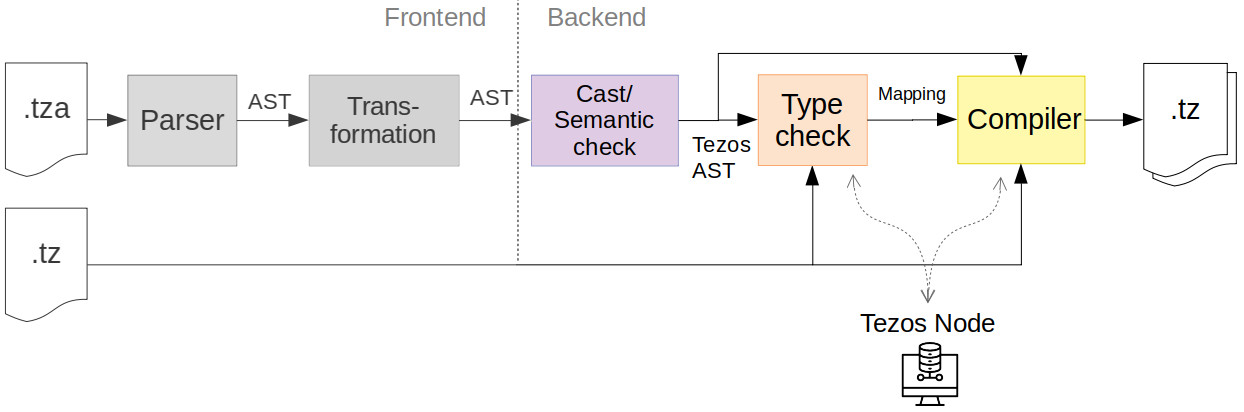 Frontend
Backend
.tza
Parser
AST
Trans-
formation
AST
Cast/
Semantic
check
Tezos
AST
Type
check
Mapping
Compiler
.tz
.tz
Tezos Node